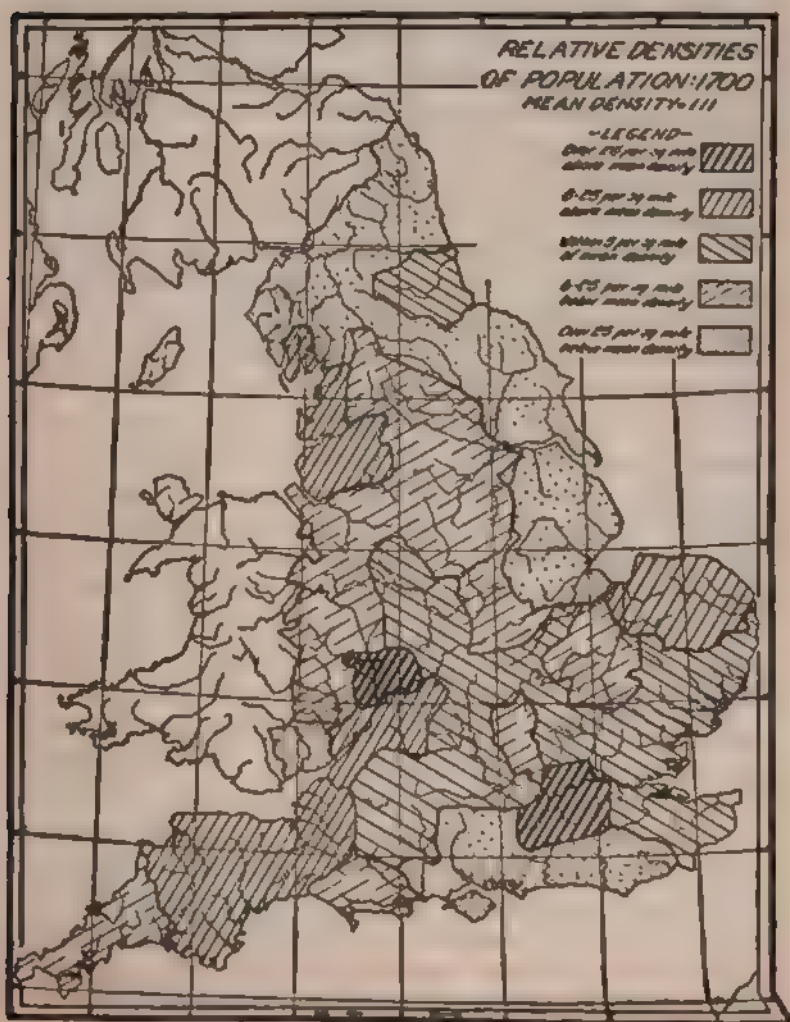 RELATIVE DENSITIES
OF POPULATION: 1700
MEAN DENSITY = 111
-LEGEND-
Over 25 per sq mile
above mean density
6-25 per sq mile
above mean density
Within 5 per sq mile
of mean density
6-25 per sq mile
below mean density
Over 25 per sq mile
below mean density